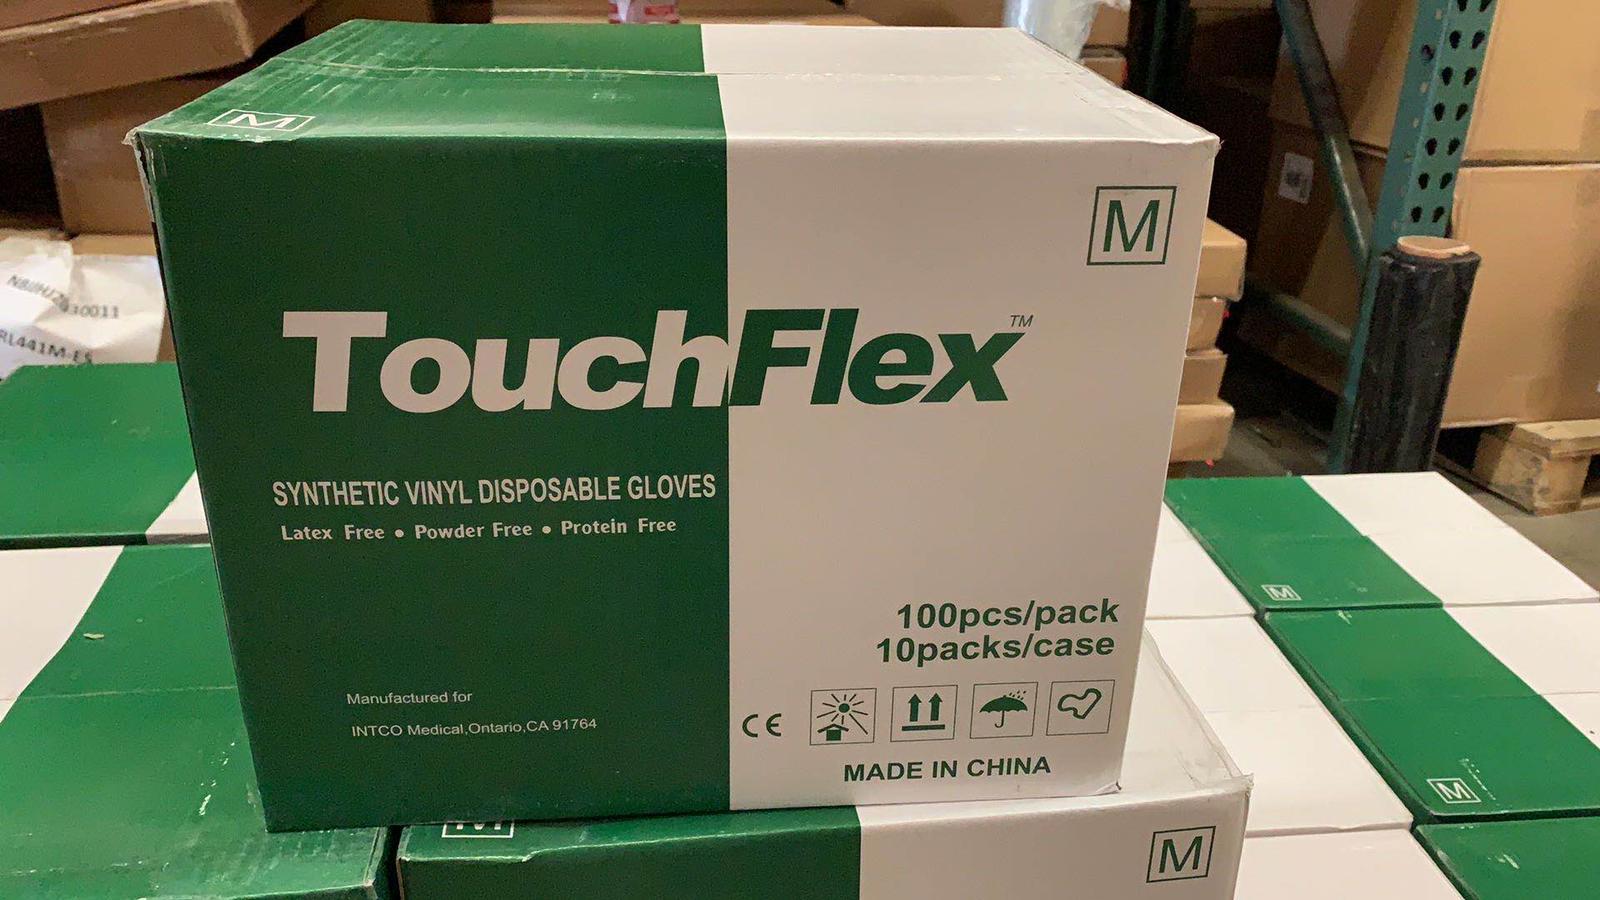 M
M
TouchFlex™
SYNTHETIC VINYL DISPOSABLE GLOVES
Latex Free • Powder Free • Protein Free
100pcs/pack
10packs/case
Manufactured for
INTCO Medical,Ontario,CA 91764
CE
MADE IN CHINA
M
M
M
M